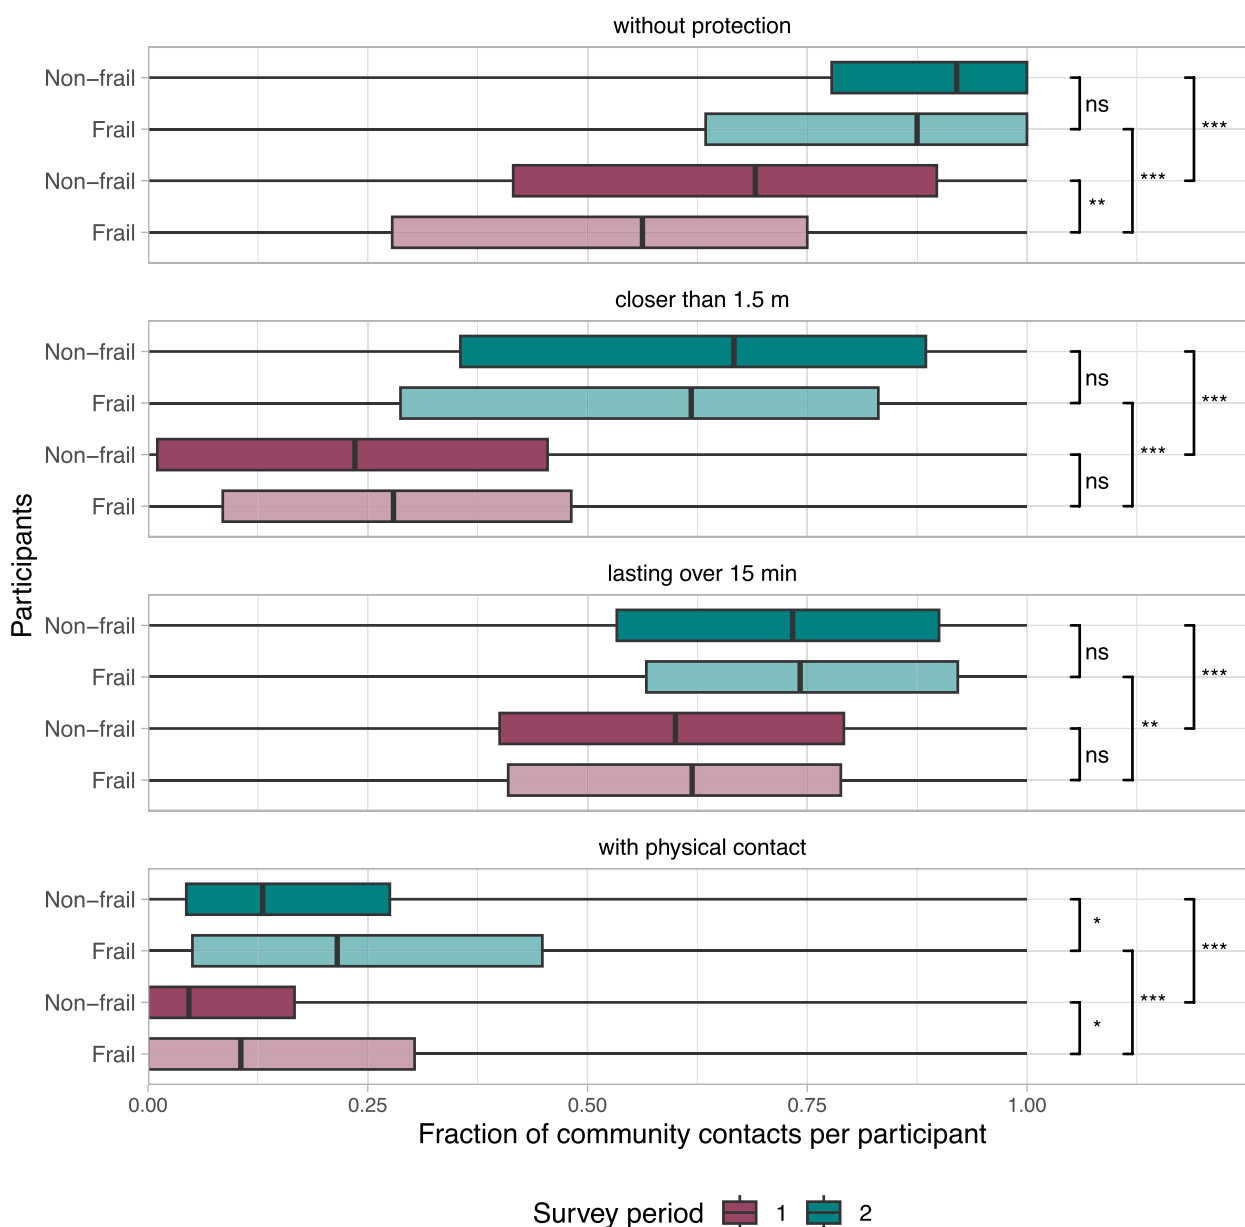 without protection
Non−frail
Frail
Non−frail
Frail
ns
**
***
***
closer than 1.5 m
Non−frail
Frail
Non−frail
Frail
ns
ns
***
***
Participants
lasting over 15 min
Non−frail
Frail
Non−frail
Frail
ns
ns
**
***
with physical contact
Non−frail
Frail
Non−frail
Frail
*
*
***
***
0.00 0.25 0.50 0.75 1.00
Fraction of community contacts per participant
Survey period 1 2